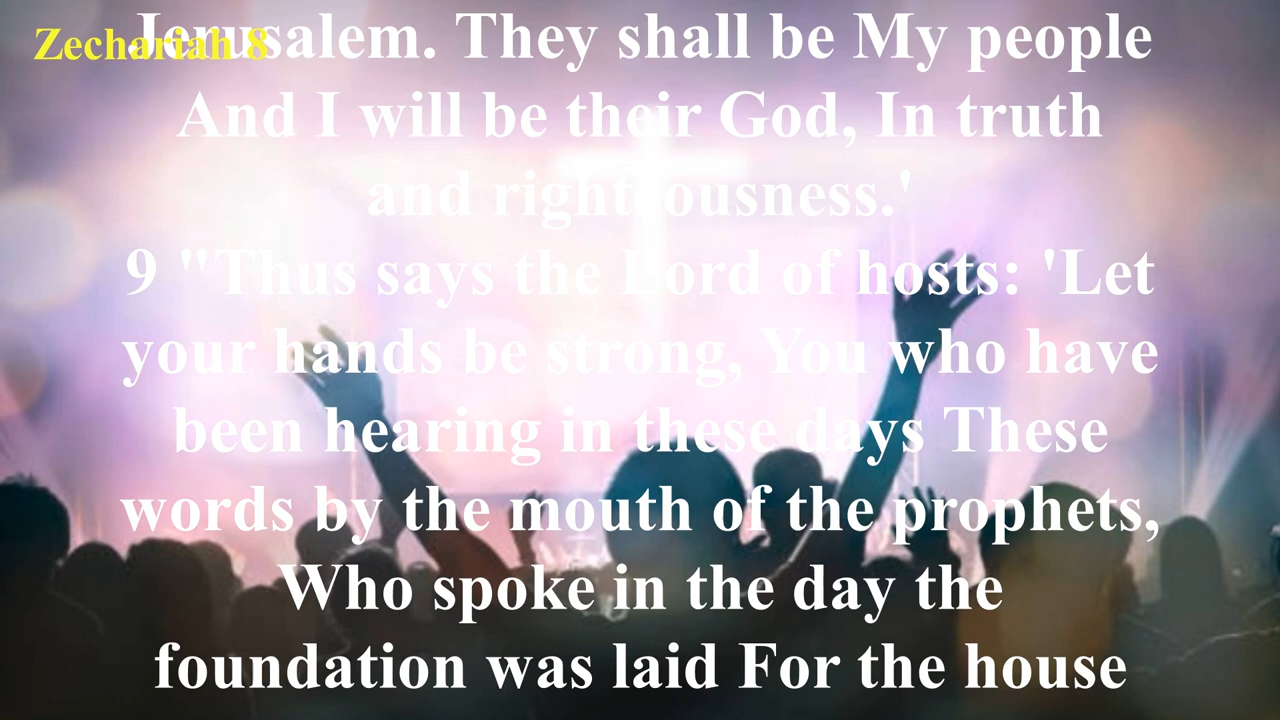 Zechariah 8
Jerusalem. They shall be My people
And I will be their God, In truth
and righteousness.'
9 "Thus says the Lord of hosts: 'Let
your hands be strong, You who have
been hearing in these days These
words by the mouth of the prophets,
Who spoke in the day the
foundation was laid For the house